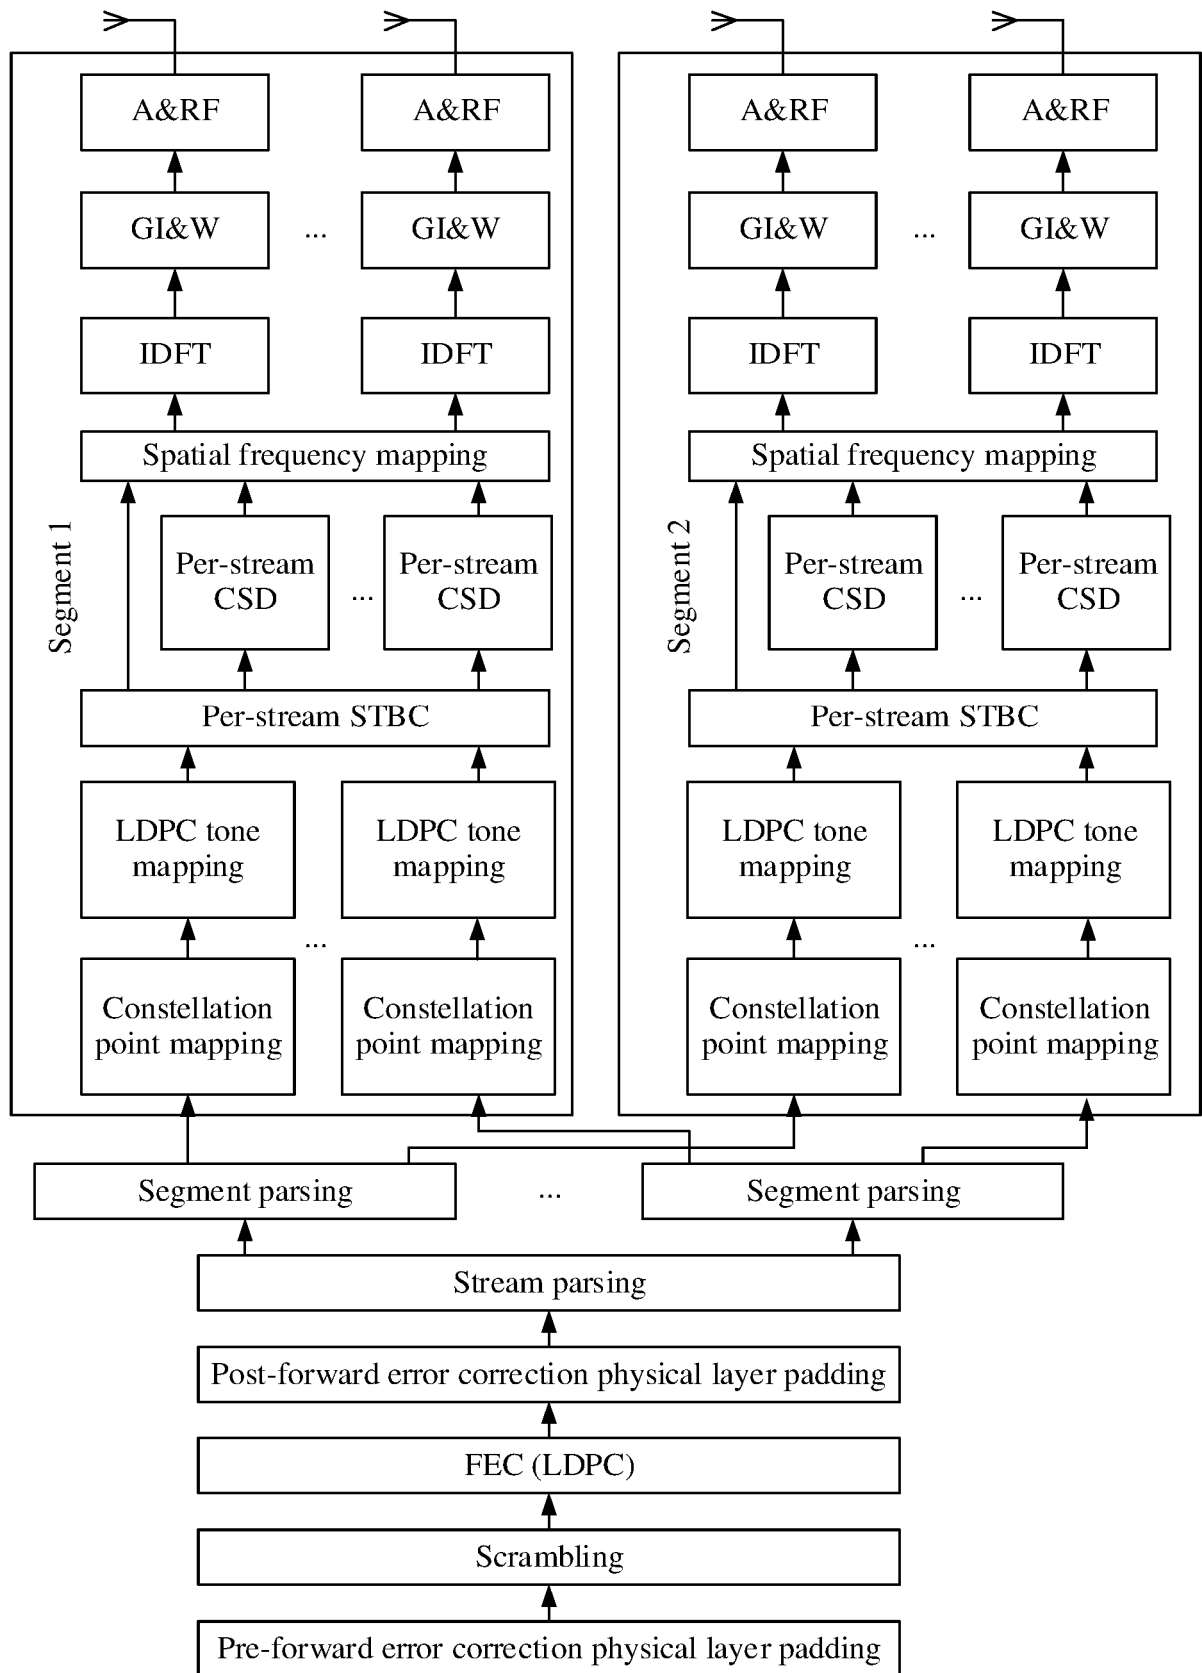 A&RF
A&RF
A&RF
A&RF
GI&W
...
GI&W
GI&W
...
GI&W
IDFT
IDFT
IDFT
IDFT
Spatial frequency mapping
Spatial frequency mapping
Segment 1
Per-stream
CSD
...
Per-stream
CSD
Segment 2
Per-stream
CSD
...
Per-stream
CSD
Per-stream STBC
Per-stream STBC
LDPC tone
mapping
LDPC tone
mapping
LDPC tone
mapping
LDPC tone
mapping
...
...
Constellation
point mapping
Constellation
point mapping
Constellation
point mapping
Constellation
point mapping
Segment parsing
...
Segment parsing
Stream parsing
Post-forward error correction physical layer padding
FEC (LDPC)
Scrambling
Pre-forward error correction physical layer padding